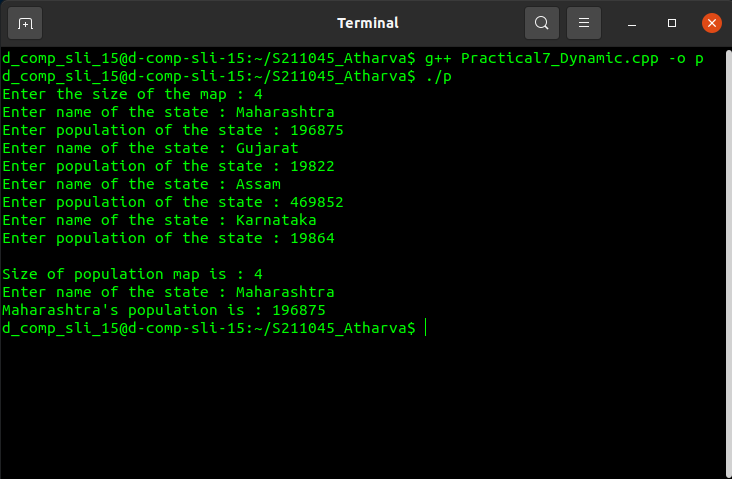 Terminal
d_comp_sli_15@d-comp-sli-15:~/S211045_Atharva$ g++ Practical7_Dynamic.cpp -o p
d_comp_sli_15@d-comp-sli-15:~/S211045_Atharva$ ./p
Enter the size of the map : 4
Enter name of the state : Maharashtra
Enter population of the state : 196875
Enter name of the state : Gujarat
Enter population of the state : 19822
Enter name of the state : Assam
Enter population of the state : 469852
Enter name of the state : Karnataka
Enter population of the state : 19864
Size of population map is : 4
Enter name of the state : Maharashtra
Maharashtra's population is : 196875
d_comp_sli_15@d-comp-sli-15:~/S211045_Atharva$